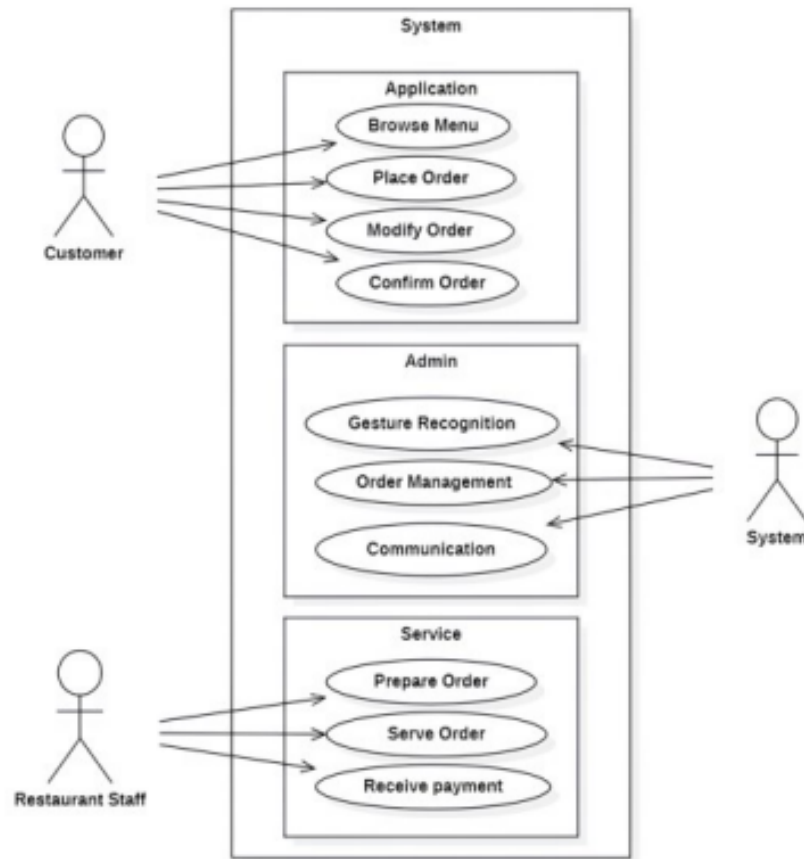 System
Application
Browse Menu
Place Order
Modify Order
Confirm Order
Customer
Admin
Gesture Recognition
Order Management
Communication
System
Service
Prepare Order
Serve Order
Receive payment
Restaurant Staff